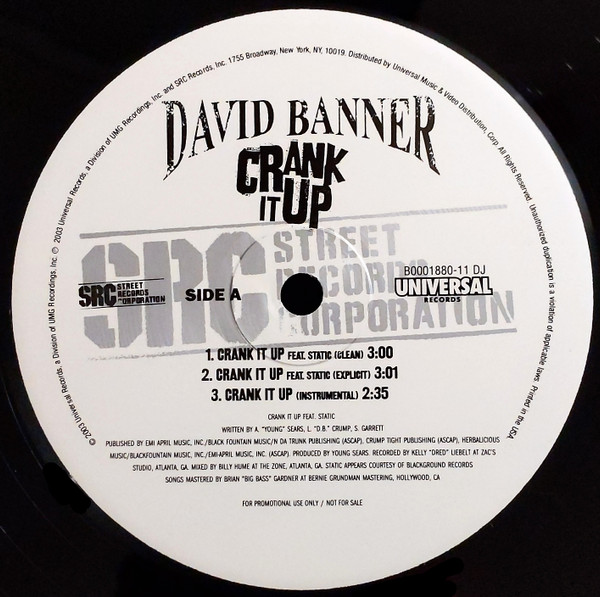 ℗ 2003 Universal Records, a Division of UMG Recordings, Inc. © 2003 Universal Records, a Division of UMG Recordings, Inc. and SRC Records, Inc. 1755 Broadway, New York, NY, 10019. Distributed by Universal Music & Video Distribution, Corp. All Rights Reserved. Unauthorized duplication is a violation of applicable laws. Printed in the USA.
DAVID BANNER
CRANK
IT UP
SRC STREET
RECORDS
CORPORATION
SRC STREET
RECORDS
CORPORATION
SIDE A
B0001880-11 DJ
UNIVERSAL
RECORDS
1. CRANK IT UP FEAT. STATIC (CLEAN) 3:00
2. CRANK IT UP FEAT. STATIC (EXPLICIT) 3:01
3. CRANK IT UP (INSTRUMENTAL) 2:35
CRANK IT UP FEAT. STATIC
WRITTEN BY A. "YOUNG" SEARS, L. "D.B." CRUMP, S. GARRETT
PUBLISHED BY EMI APRIL MUSIC, INC/BLACK FOUNTAIN MUSIC/N DA TRUNK PUBLISHING (ASCAP), CRUMP TIGHT PUBLISHING (ASCAP), HERBALICIOUS
MUSIC/BLACKFOUNTAIN MUSIC, INC/EMI-APRIL MUSIC, INC. (ASCAP). PRODUCED BY YOUNG SEARS. RECORDED BY KELLY "DRED" LIEBELT AT ZAC'S
STUDIO, ATLANTA, GA. MIXED BY BILLY HUME AT THE ZONE, ATLANTA, GA. STATIC APPEARS COURTESY OF BLACKGROUND RECORDS
SONGS MASTERED BY BRIAN "BIG BASS" GARDNER AT BERNIE GRUNDMAN MASTERING, HOLLYWOOD, CA
FOR PROMOTIONAL USE ONLY / NOT FOR SALE